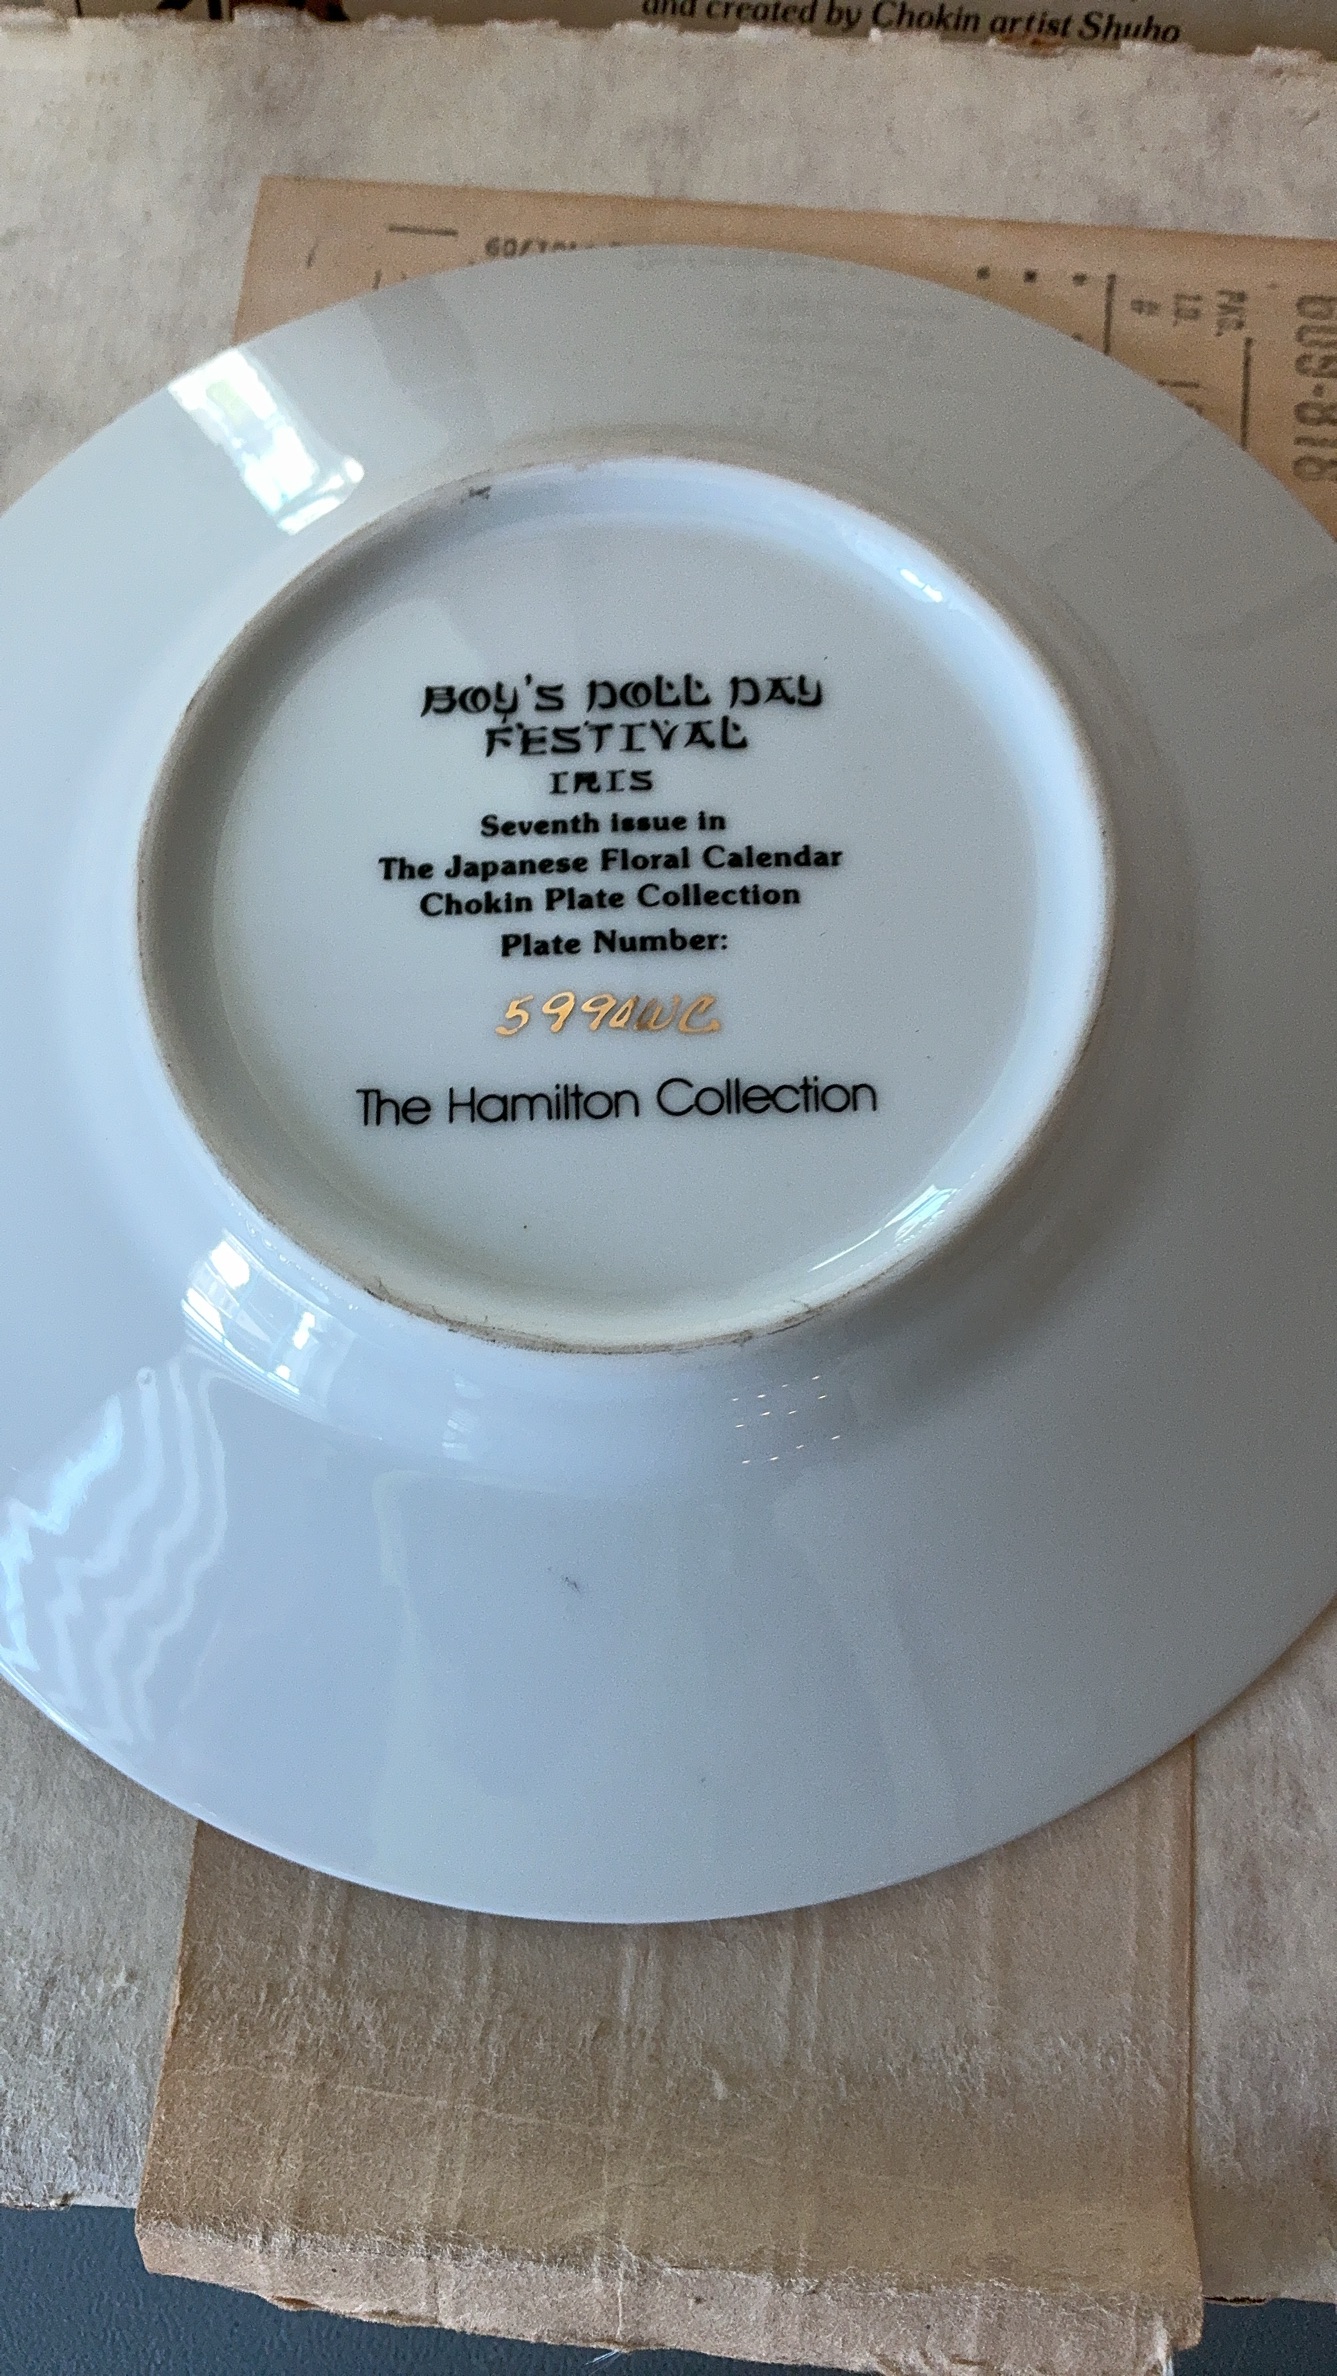 and created by Chokin artist Shuho
PKG.
I.D.
#
BOY'S DOLL DAY
FESTIVAL
IRIS
Seventh issue in
The Japanese Floral Calendar
Chokin Plate Collection
Plate Number:
The Hamilton Collection